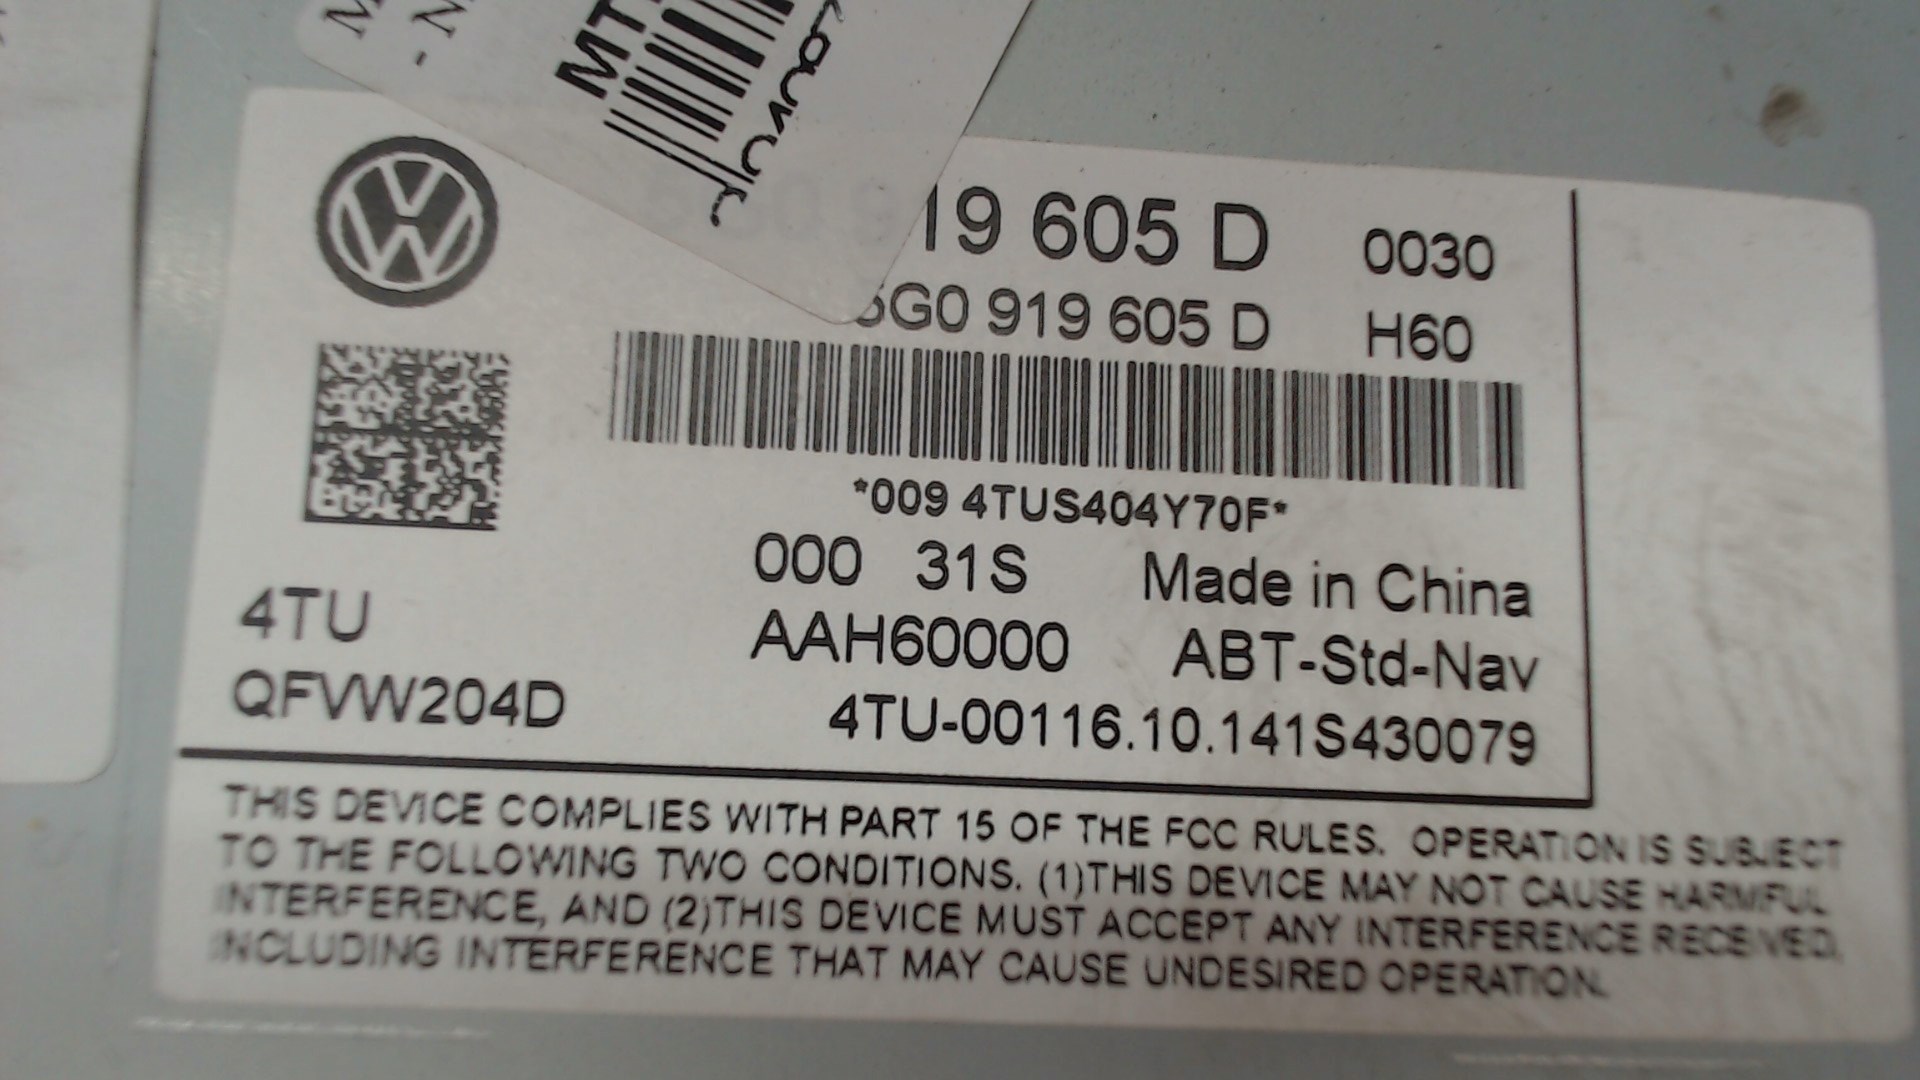 19 605 D 0030
5G0 919 605 D H60
*009 4TUS404Y70F*
000 31S Made in China
4TU AAH60000 ABT-Std-Nav
QFVW204D 4TU-00116.10.141S430079
THIS DEVICE COMPLIES WITH PART 15 OF THE FCC RULES. OPERATION IS SUBJECT
TO THE FOLLOWING TWO CONDITIONS. (1)THIS DEVICE MAY NOT CAUSE HARMFUL
INTERFERENCE, AND (2)THIS DEVICE MUST ACCEPT ANY INTERFERENCE RECEIVED,
INCLUDING INTERFERENCE THAT MAY CAUSE UNDESIRED OPERATION.